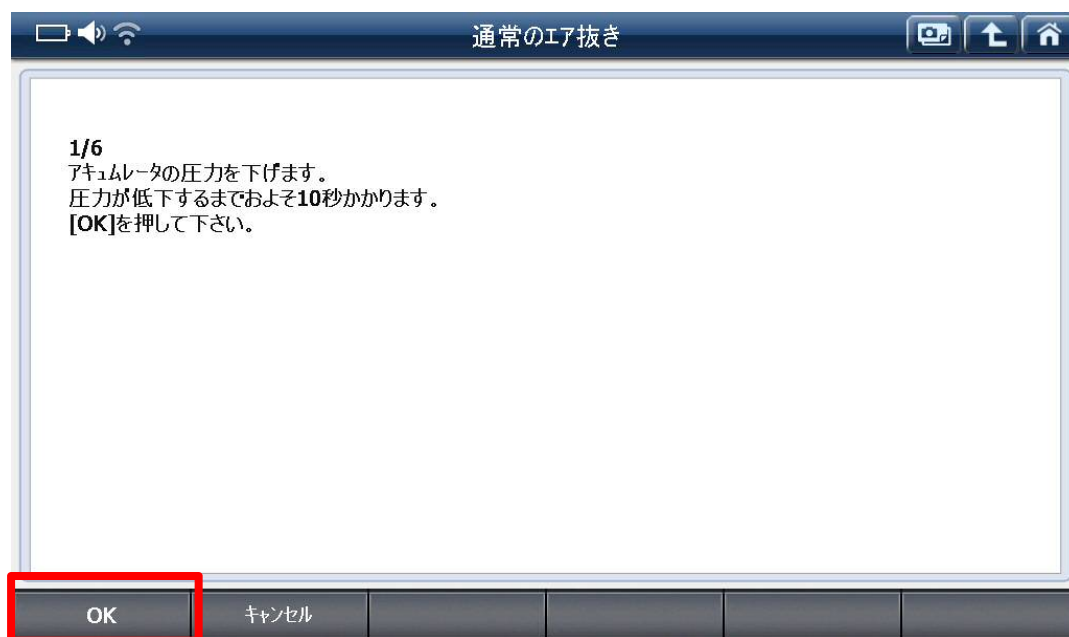 通常のエア抜き
1/6
アキュムレータの圧力を下げます。
圧力が低下するまでおよそ10秒かかります。
[OK]を押して下さい。
OK
キャンセル